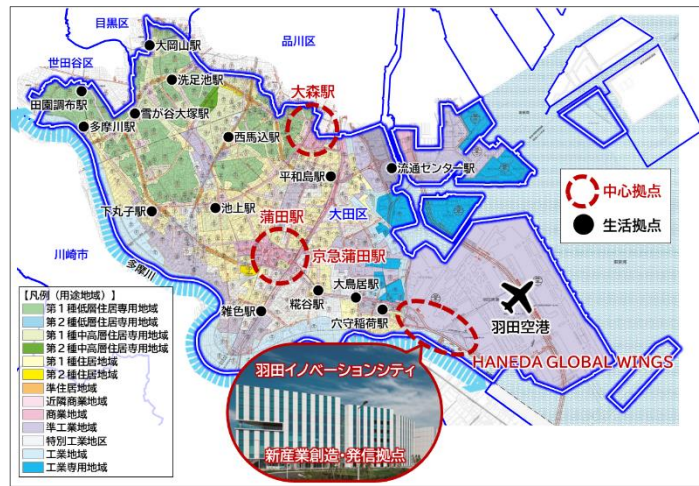 目黒区
品川区
世田谷区
大岡山駅
洗足池駅
大森駅
田園調布駅
雪が谷大塚駅
多摩川駅
西馬込駅
流通センター駅
平和島駅
中心拠点
生活拠点
下丸子駅
池上駅
蒲田駅
大田区
川崎市
多摩川
京急蒲田駅
大鳥居駅
糀谷駅
雑色駅
穴守稲荷駅
羽田空港
HANEDA GLOBAL WINGS
羽田イノベーションシティ
新産業創造・発信拠点
【凡例(用途地域)】
第1種低層住居専用地域
第2種低層住居専用地域
第1種中高層住居専用地域
第2種中高層住居専用地域
第1種住居地域
第2種住居地域
準住居地域
近隣商業地域
商業地域
準工業地域
特別工業地区
工業地域
工業専用地域